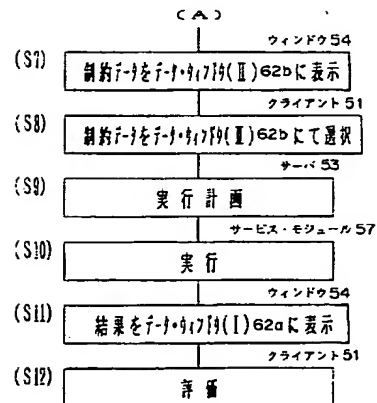 (A)
ウィンドウ54
(S7) 制約データをデータ・ウィンドウ(Ⅱ)62bに表示
クライアント51
(S8) 制約データをデータ・ウィンドウ(Ⅱ)62bにて選択
サーバ53
(S9) 実行計画
サービス・モジュール57
(S10) 実行
ウィンドウ54
(S11) 結果をデータ・ウィンドウ(Ⅰ)62aに表示
クライアント51
(S12) 評価